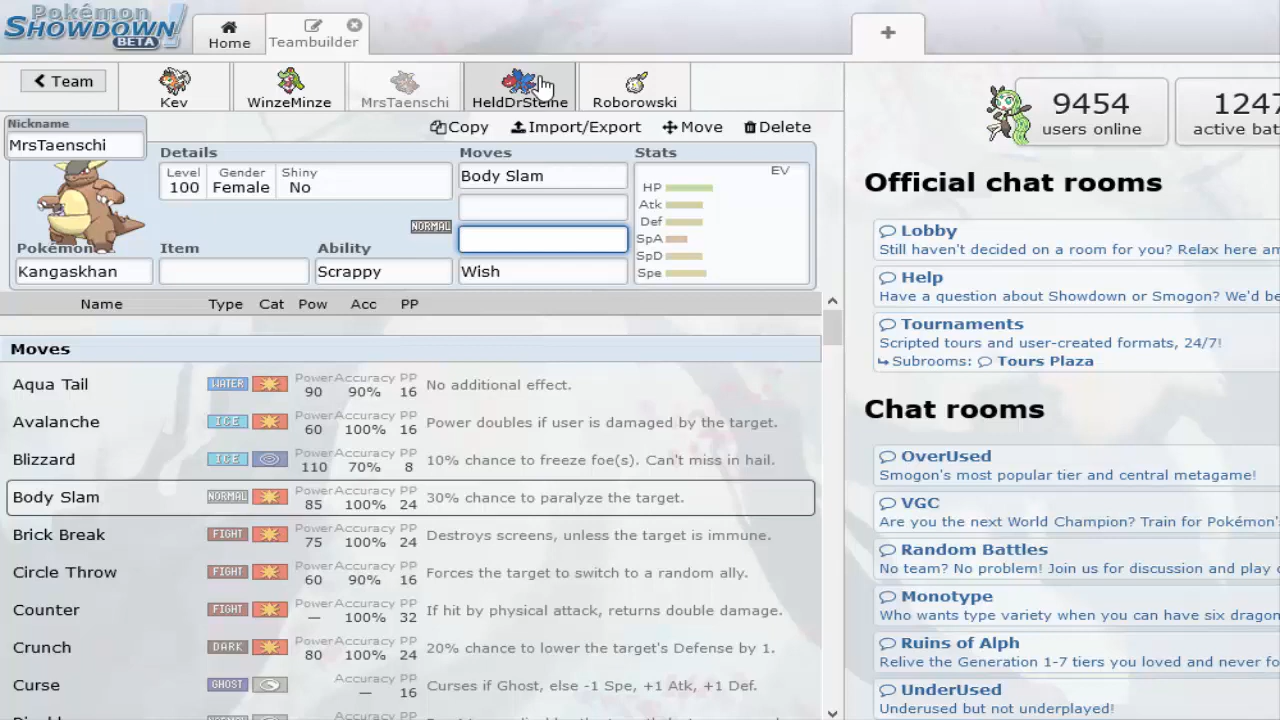 Pokémon
SHOWDOWN!
BETA
Home
Teambuilder
+
Team
Kev
WinzeMinze
MrsTaenschi
HeldDrSteine
Roborowski
Nickname
MrsTaenschi
Copy
Import/Export
Move
Delete
Details
Level
100
Gender
Female
Shiny
No
NORMAL
Pokémon
Kangaskhan
Item
Ability
Scrappy
Moves
Body Slam
Wish
Stats
EV
HP
Atk
Def
SpA
SpD
Spe
Name Type Cat Pow Acc PP
Moves
Aqua Tail WATER Power 90 Accuracy 90% PP 16 No additional effect.
Avalanche ICE Power 60 Accuracy 100% PP 16 Power doubles if user is damaged by the target.
Blizzard ICE Power 110 Accuracy 70% PP 8 10% chance to freeze foe(s). Can't miss in hail.
Body Slam NORMAL Power 85 Accuracy 100% PP 24 30% chance to paralyze the target.
Brick Break FIGHT Power 75 Accuracy 100% PP 24 Destroys screens, unless the target is immune.
Circle Throw FIGHT Power 60 Accuracy 90% PP 16 Forces the target to switch to a random ally.
Counter FIGHT Power — Accuracy 100% PP 32 If hit by physical attack, returns double damage.
Crunch DARK Power 80 Accuracy 100% PP 24 20% chance to lower the target's Defense by 1.
Curse GHOST Accuracy — PP 16 Curses if Ghost, else -1 Spe, +1 Atk, +1 Def.
9454
users online
1247
active bat
Official chat rooms
Lobby
Still haven't decided on a room for you? Relax here an
Help
Have a question about Showdown or Smogon? We'd be
Tournaments
Scripted tours and user-created formats, 24/7!
Subrooms: Tours Plaza
Chat rooms
OverUsed
Smogon's most popular tier and central metagame!
VGC
Are you the next World Champion? Train for Pokémon'
Random Battles
No team? No problem! Join us for discussion and play o
Monotype
Who wants type variety when you can have six dragon
Ruins of Alph
Relive the Generation 1-7 tiers you loved and never fo
UnderUsed
Underused but not underplayed!